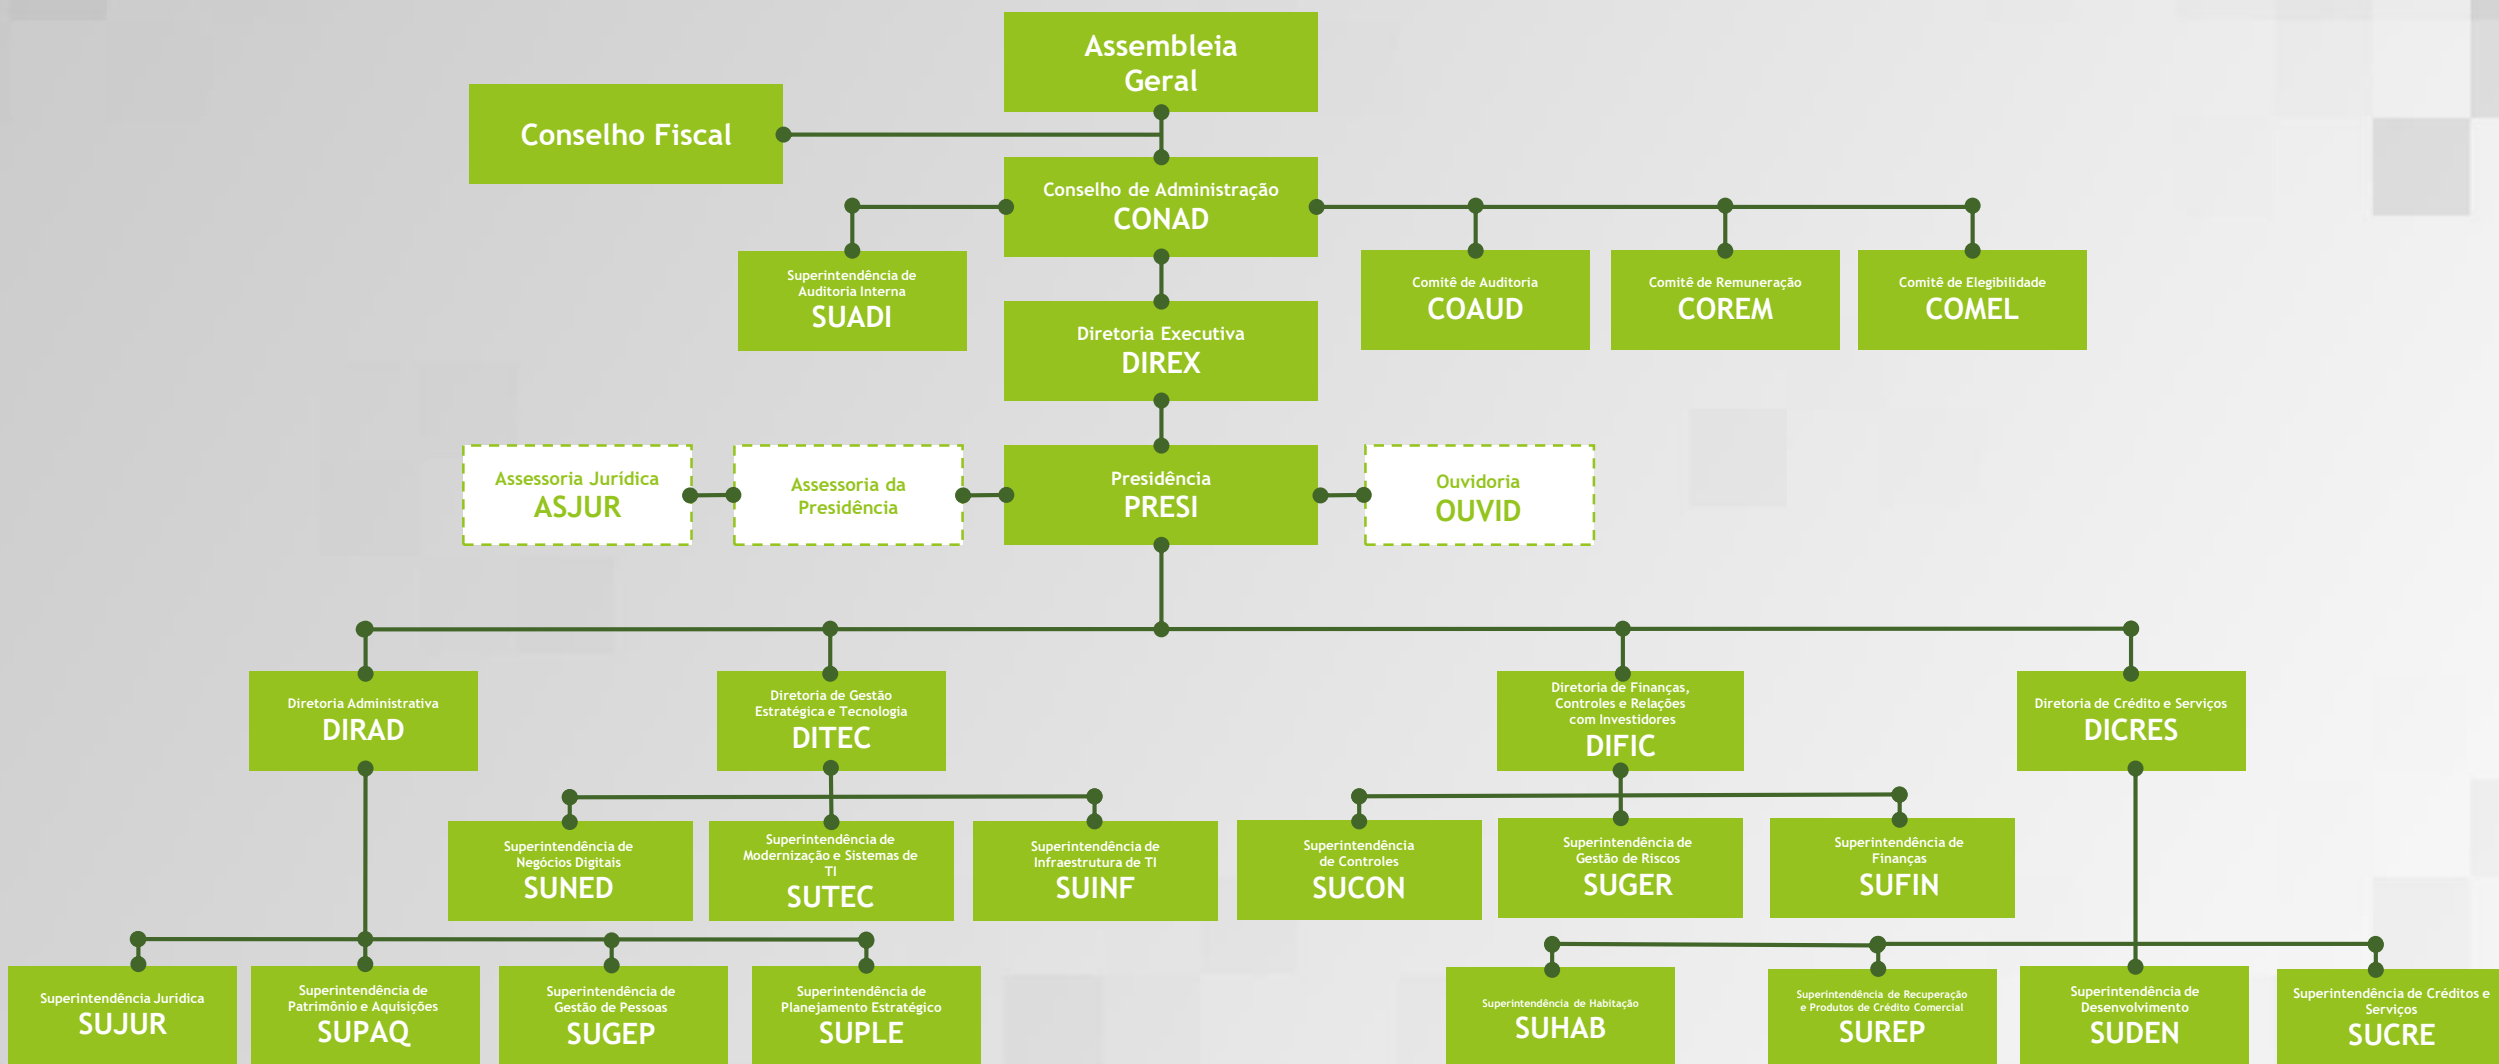 Assembleia
Geral
Conselho Fiscal
Conselho de Administração
CONAD
Superintendência de
Auditoria Interna
SUADI
Comitê de Auditoria
COAUD
Comitê de Remuneração
COREM
Comitê de Elegibilidade
COMEL
Diretoria Executiva
DIREX
Assessoria Jurídica
ASJUR
Assessoria da
Presidência
Presidência
PRESI
Ouvidoria
OUVID
Diretoria Administrativa
DIRAD
Diretoria de Gestão
Estratégica e Tecnologia
DITEC
Diretoria de Finanças,
Controles e Relações
com Investidores
DIFIC
Diretoria de Crédito e Serviços
DICRES
Superintendência de
Negócios Digitais
SUNED
Superintendência de
Modernização e Sistemas de
TI
SUTEC
Superintendência de
Infraestrutura de TI
SUINF
Superintendência
de Controles
SUCON
Superintendência de
Gestão de Riscos
SUGER
Superintendência de
Finanças
SUFIN
Superintendência Jurídica
SUJUR
Superintendência de
Patrimônio e Aquisições
SUPAQ
Superintendência de
Gestão de Pessoas
SUGEP
Superintendência de
Planejamento Estratégico
SUPLE
Superintendência de Habitação
SUHAB
Superintendência de Recuperação
e Produtos de Crédito Comercial
SUREP
Superintendência de
Desenvolvimento
SUDEN
Superintendência de Créditos e
Serviços
SUCRE